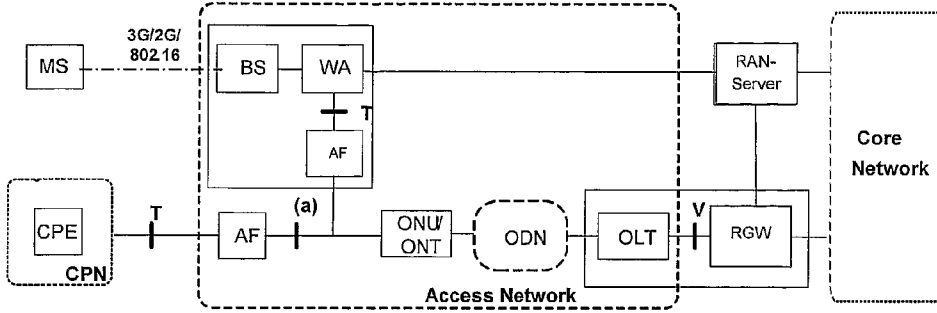 3G/2G/
802.16
MS
BS
WA
RAN-
Server
T
AF
Core
Network
CPE
CPN
T
AF
(a)
ONU/
ONT
ODN
OLT
V
RGW
Access Network